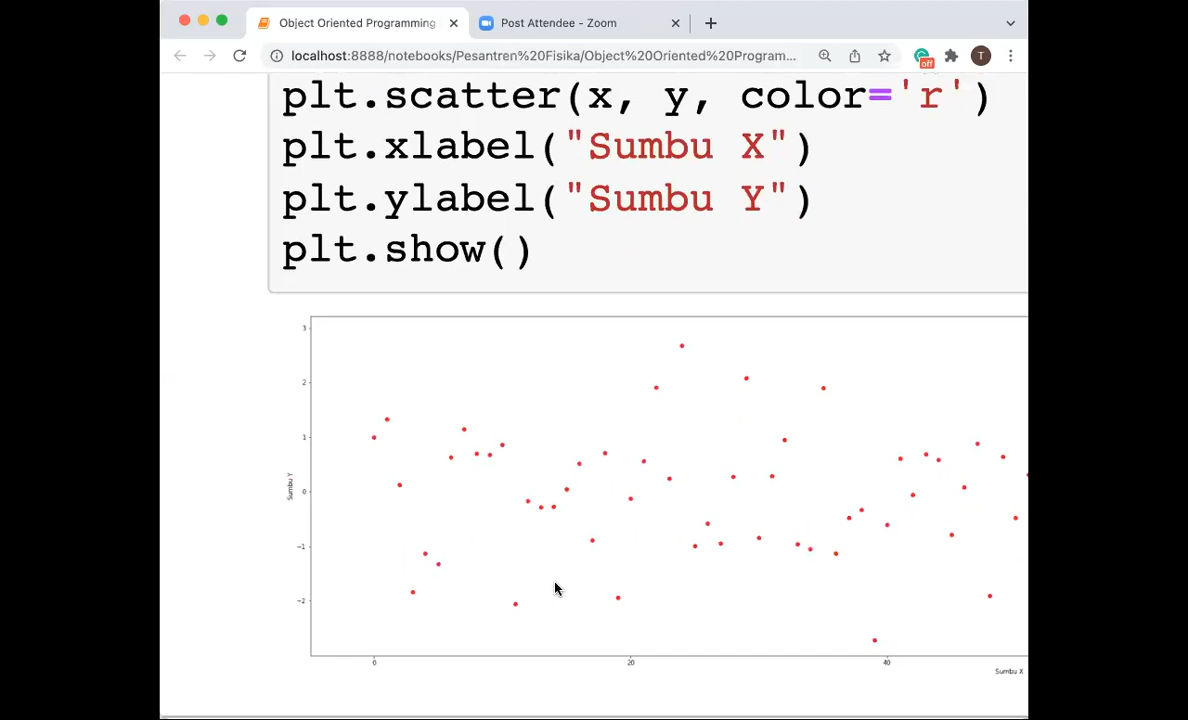 Object Oriented Programming
Post Attendee - Zoom
localhost:8888/notebooks/Pesantren%20Fisika/Object%20Oriented%20Program...
off
T
plt.scatter(x, y, color='r')
plt.xlabel("Sumbu X")
plt.ylabel("Sumbu Y")
plt.show()
3
2
1
0
−1
−2
Sumbu Y
0
20
40
Sumbu X